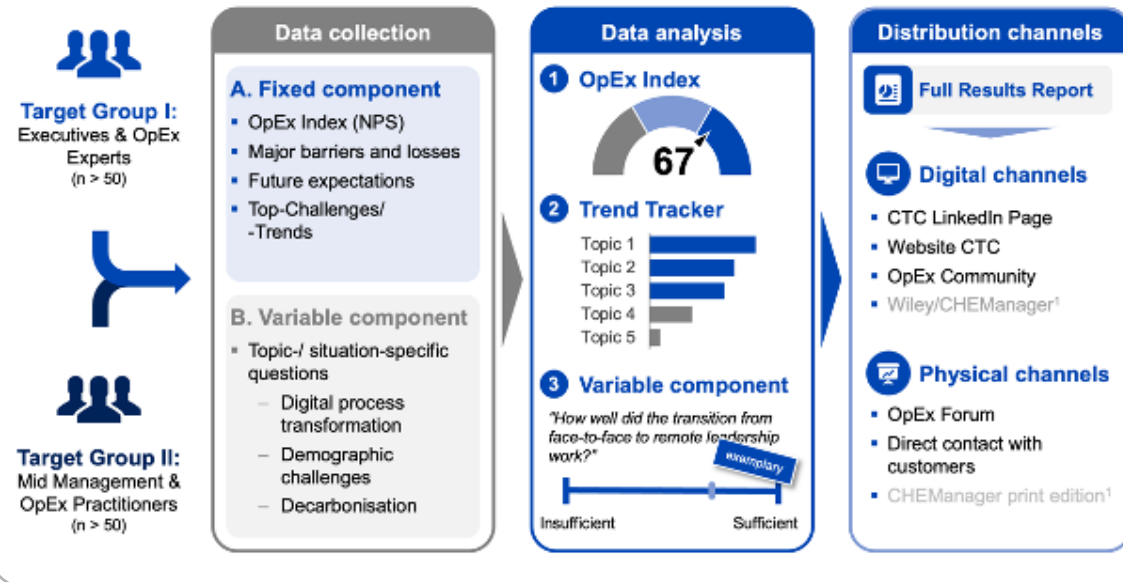 Target Group I:
Executives & OpEx
Experts
(n > 50)
Target Group II:
Mid Management &
OpEx Practitioners
(n > 50)
Data collection
A. Fixed component
▪ OpEx Index (NPS)
▪ Major barriers and losses
▪ Future expectations
▪ Top-Challenges/
-Trends
B. Variable component
▪ Topic-/ situation-specific
questions
– Digital process
transformation
– Demographic
challenges
– Decarbonisation
Data analysis
1 OpEx Index
67
2 Trend Tracker
Topic 1
Topic 2
Topic 3
Topic 4
Topic 5
3 Variable component
"How well did the transition from
face-to-face to remote leadership
work?"
exemplary
Insufficient Sufficient
Distribution channels
Full Results Report
Digital channels
▪ CTC LinkedIn Page
▪ Website CTC
▪ OpEx Community
▪ Wiley/CHEManager¹
Physical channels
▪ OpEx Forum
▪ Direct contact with
customers
▪ CHEManager print edition¹